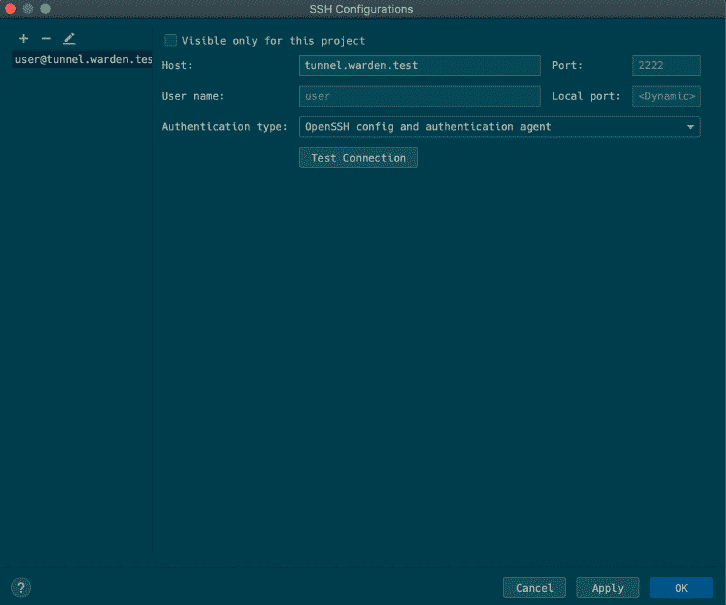 SSH Configurations
user@tunnel.warden.tes
Visible only for this project
Host: tunnel.warden.test Port: 2222
User name: user Local port: <Dynamic>
Authentication type: OpenSSH config and authentication agent
Test Connection
? Cancel Apply OK